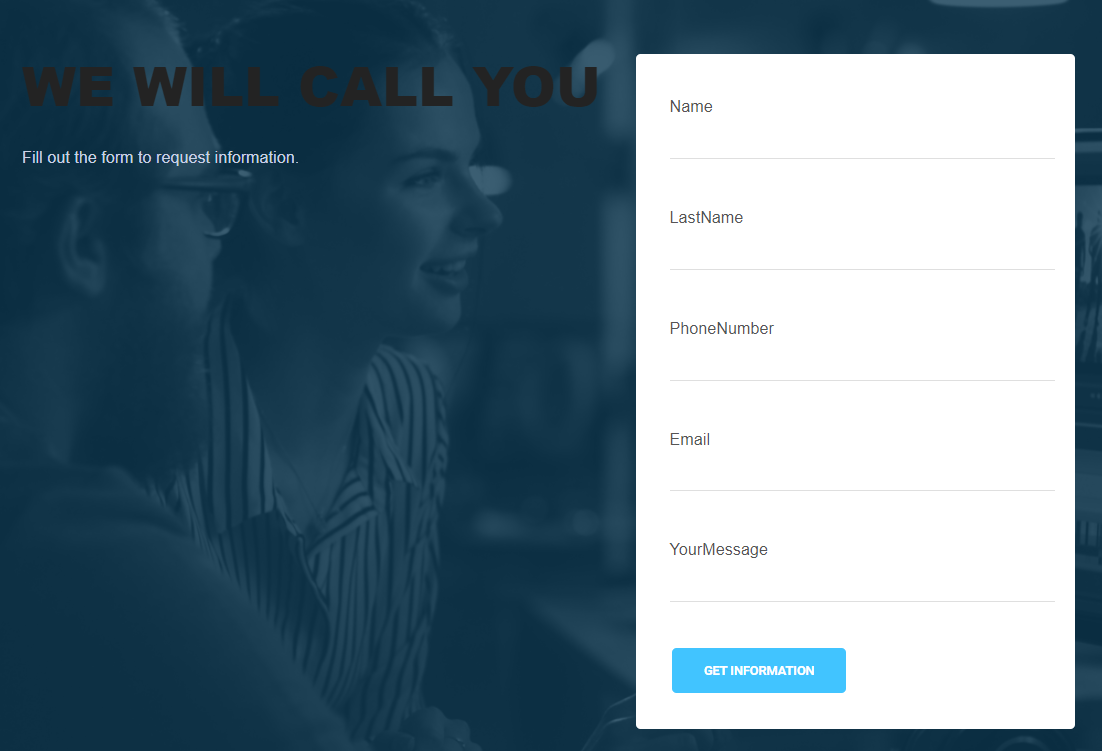 WE WILL CALL YOU
Fill out the form to request information.
Name
LastName
PhoneNumber
Email
YourMessage
GET INFORMATION